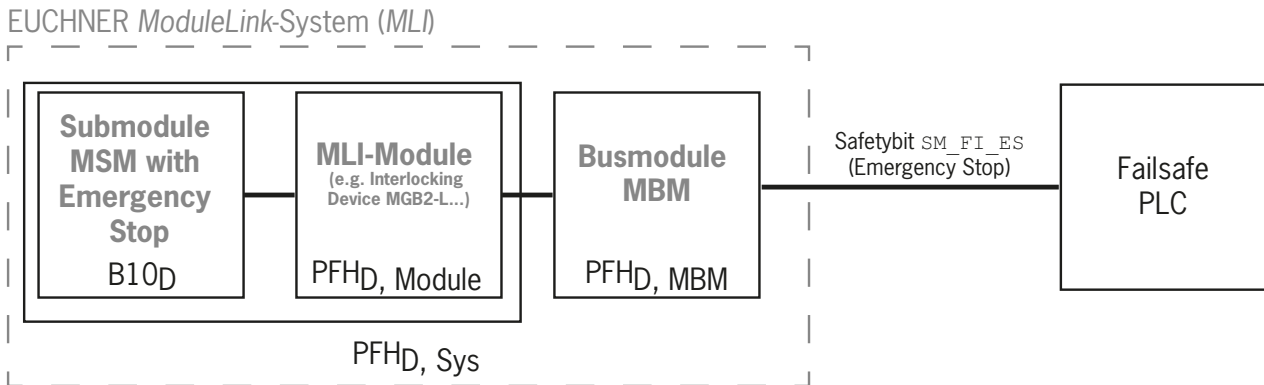 EUCHNER ModuleLink-System (MLI)
Submodule
MSM with
Emergency
Stop
B10D
MLI-Module
(e.g. Interlocking
Device MGB2-L...)
PFHD, Module
Busmodule
MBM
PFHD, MBM
PFHD, Sys
Safetybit SM_FI_ES
(Emergency Stop)
Failsafe
PLC